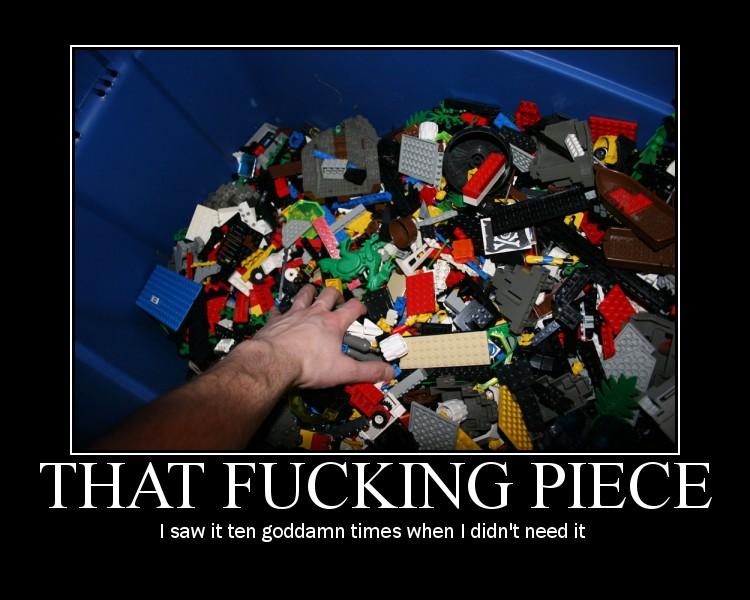 THAT FUCKING PIECE
I saw it ten goddamn times when I didn't need it